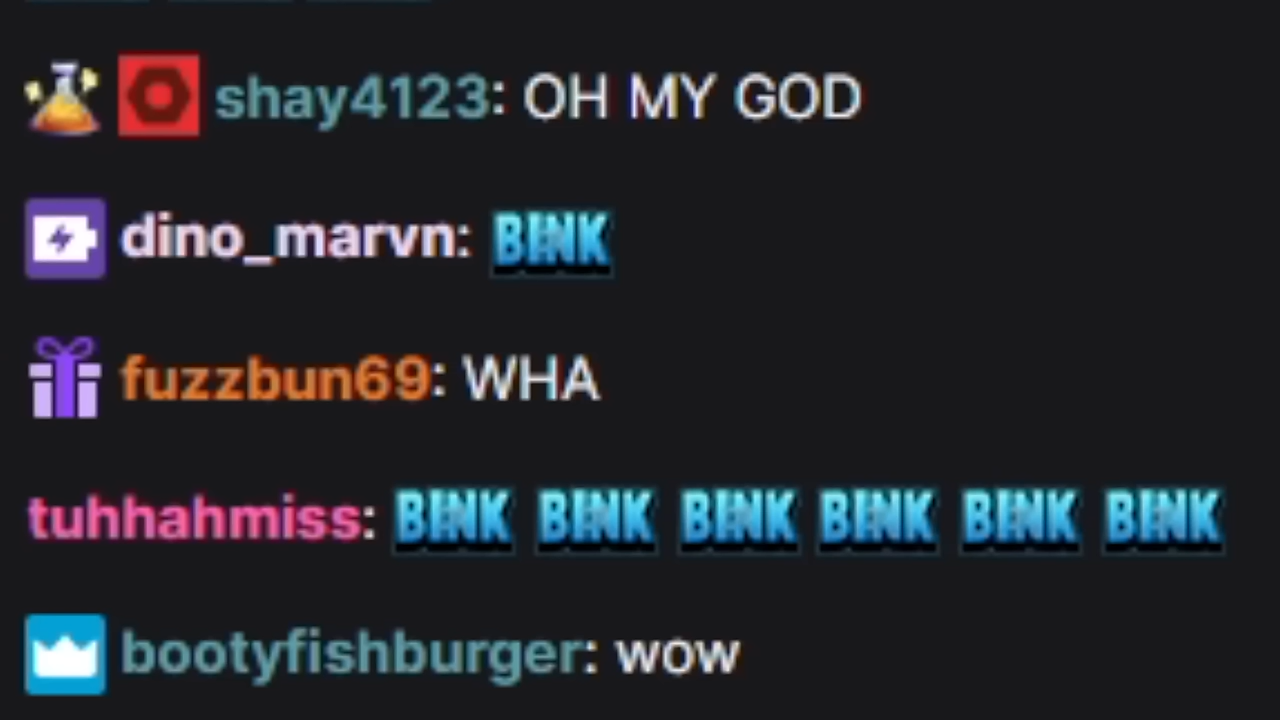 shay4123: OH MY GOD
dino_marvn: BINK
fuzzbun69: WHA
tuhhahmiss: BINK BINK BINK BINK BINK BINK
bootyfishburger: wow